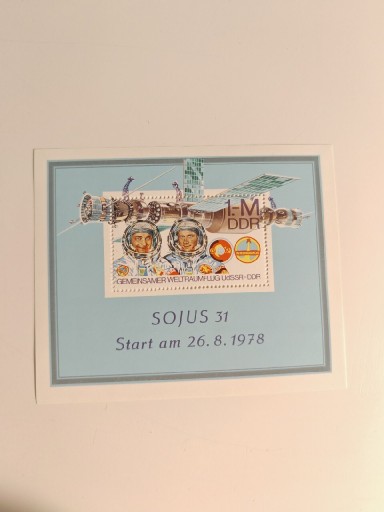 1.-M
DDR
GEMEINSAMER WELTRAUMFLUG UdSSR-DDR
SOJUS 31
Start am 26.8.1978